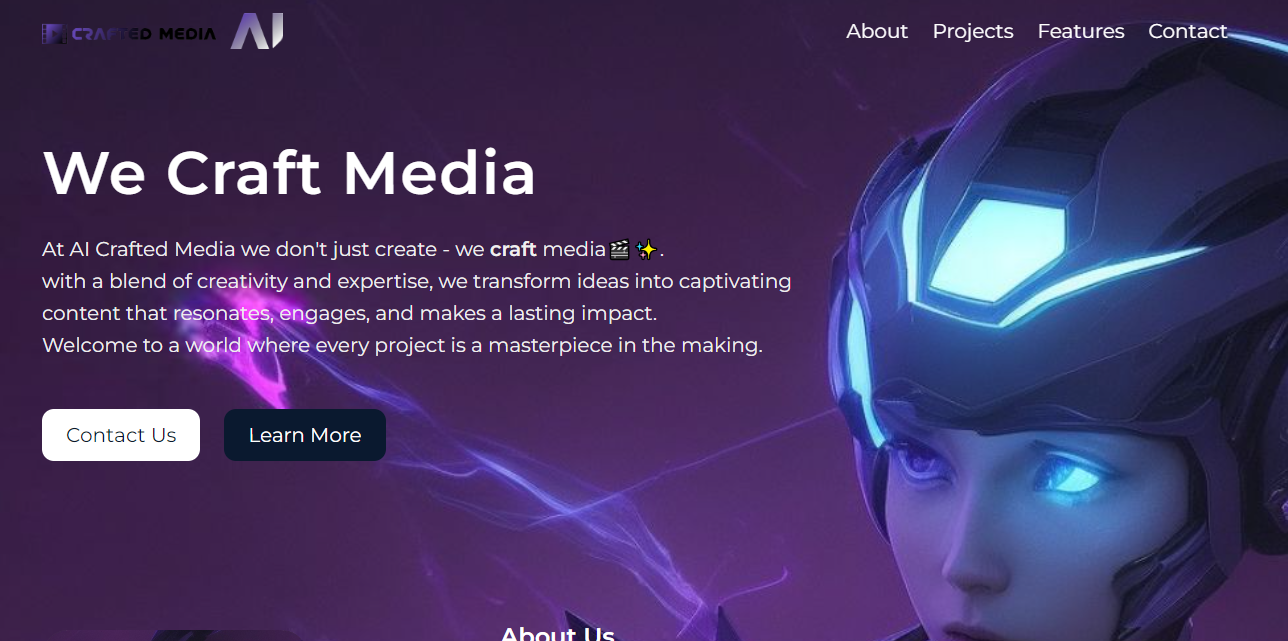 CRAFTED MEDIA AI
About Projects Features Contact
We Craft Media
At AI Crafted Media we don't just create - we craft media🎬 ✨.
with a blend of creativity and expertise, we transform ideas into captivating
content that resonates, engages, and makes a lasting impact.
Welcome to a world where every project is a masterpiece in the making.
Contact Us Learn More
About Us